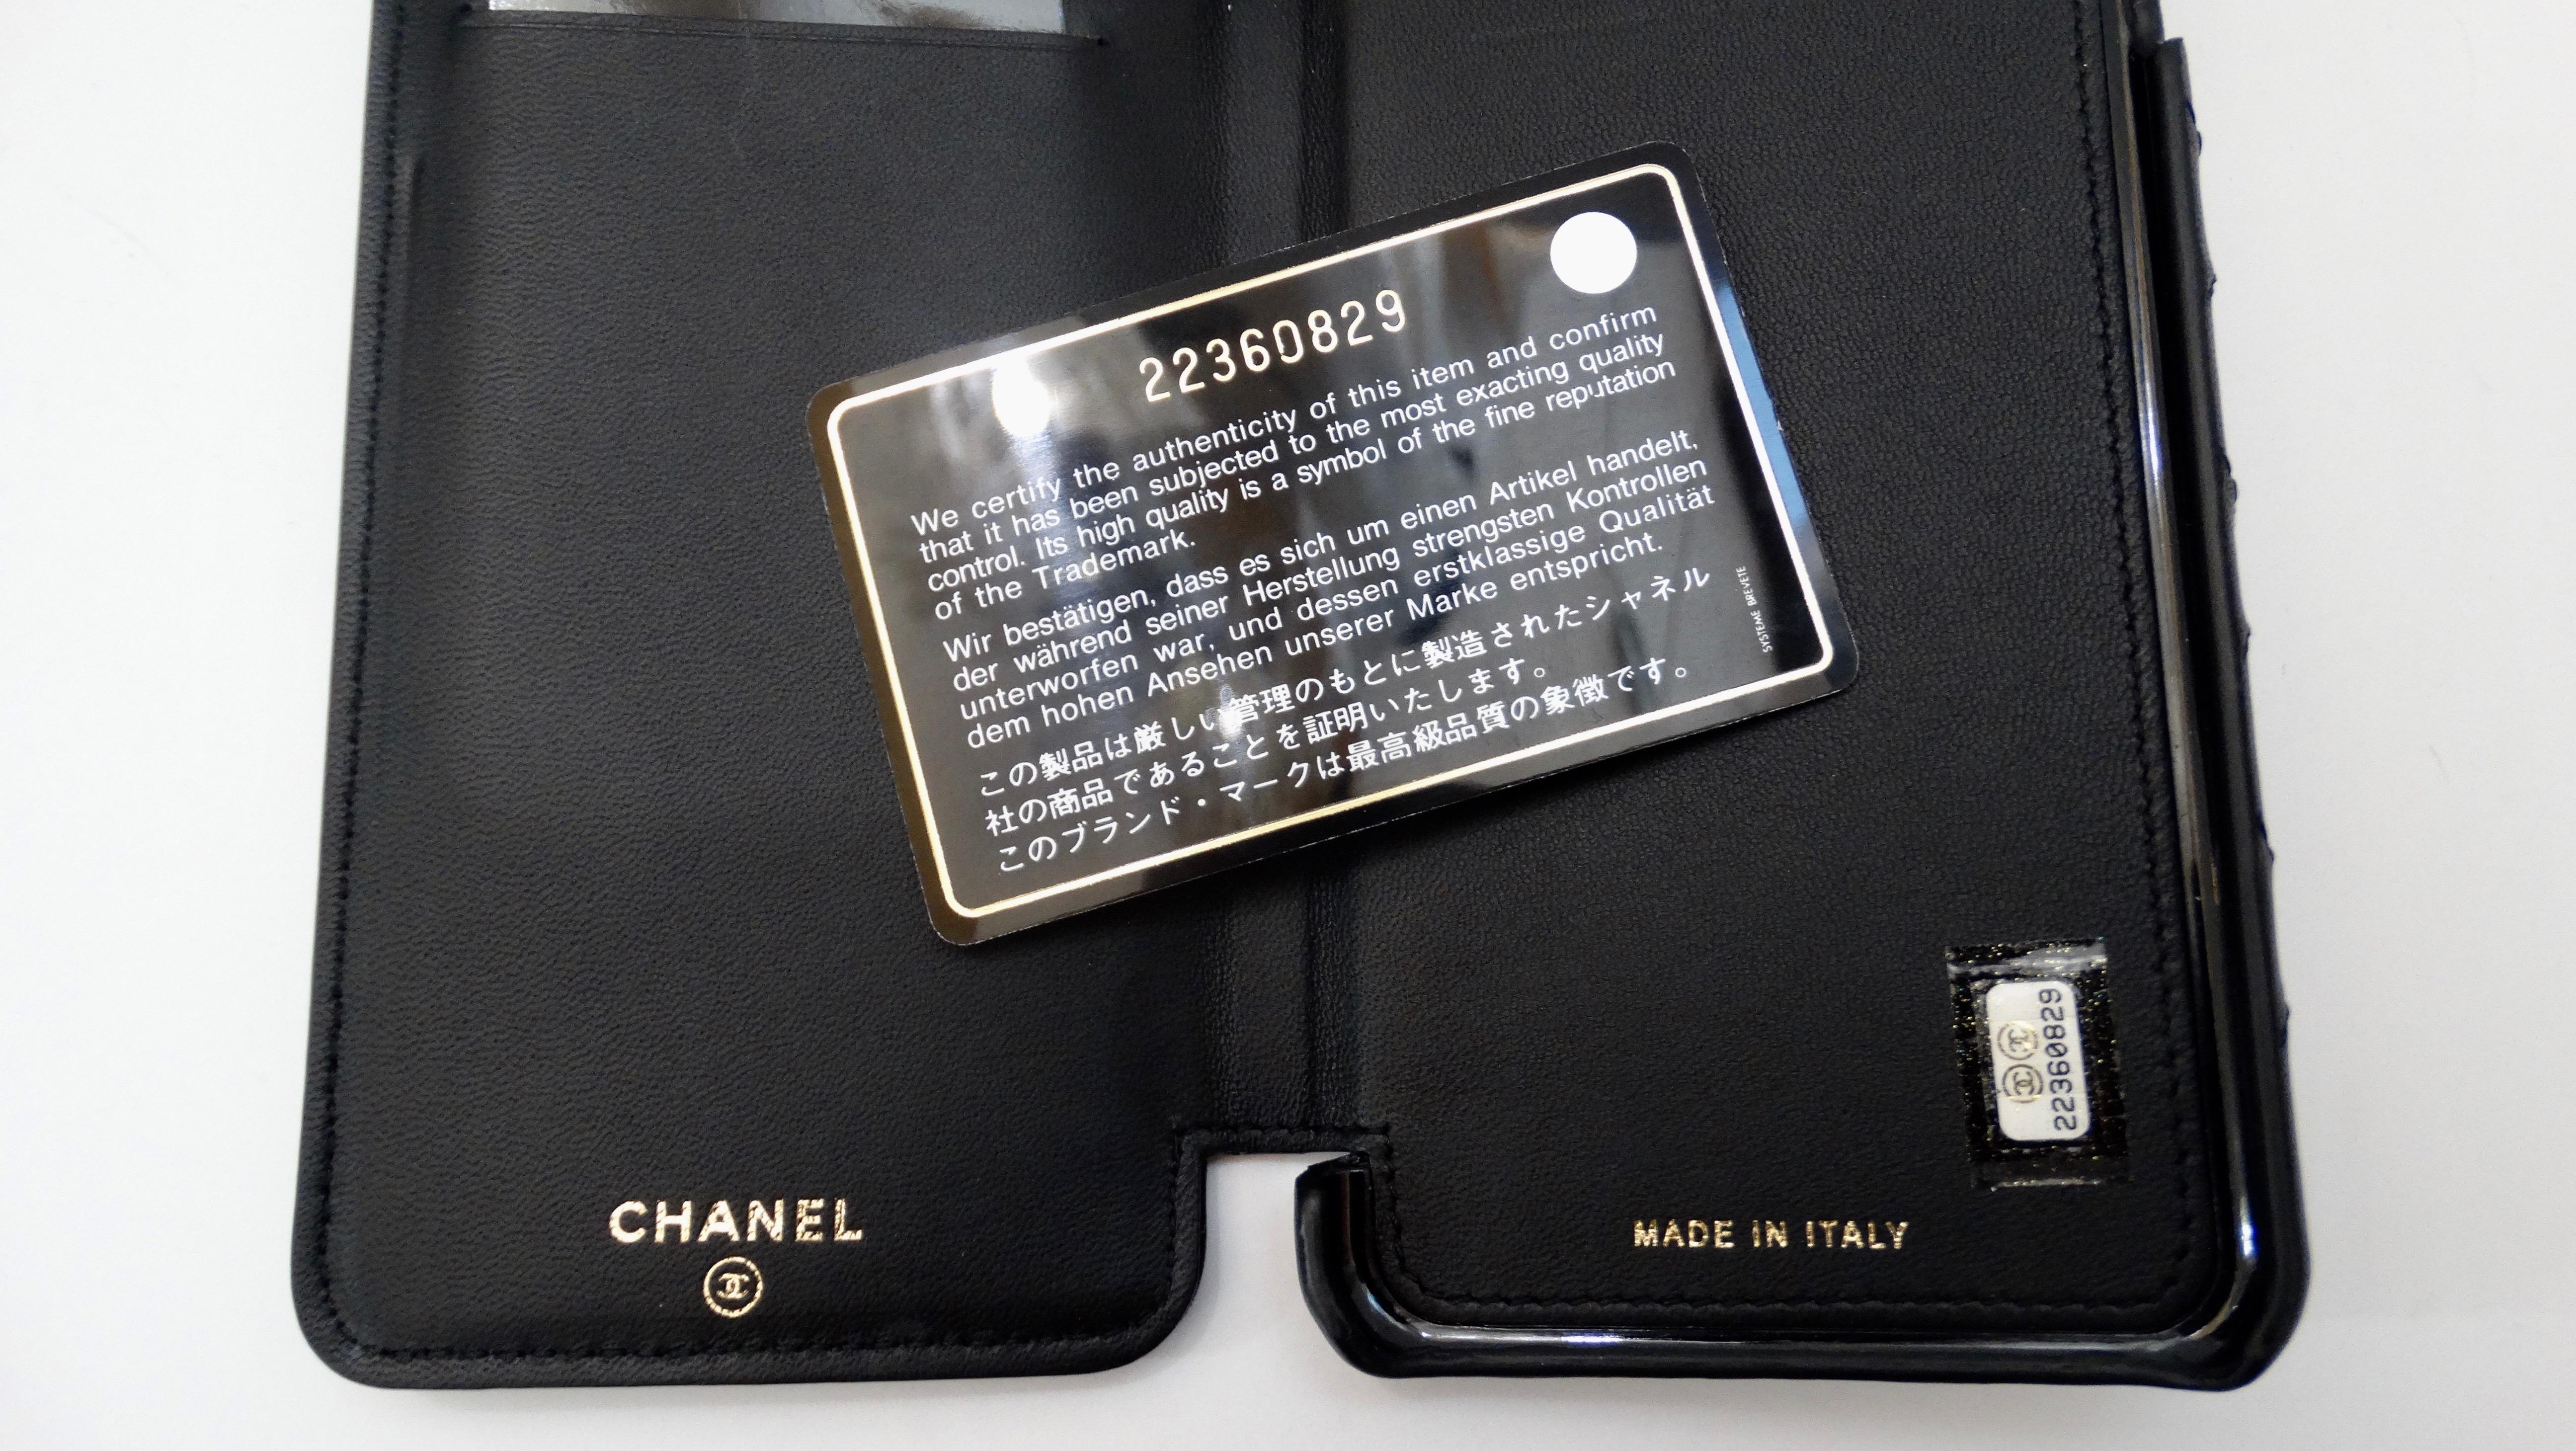 22360829
We certify the authenticity of this item and confirm
that it has been subjected to the most exacting quality
control. Its high quality is a symbol of the fine reputation
of the Trademark.
Wir bestätigen, dass es sich um einen Artikel handelt,
der während seiner Herstellung strengsten Kontrollen
unterworfen war, und dessen erstklassige Qualität
dem hohen Ansehen unserer Marke entspricht.
この製品は厳しい管理のもとに製造されたシャネル
社の商品であることを証明いたします。
このブランド・マークは最高級品質の象徴です。
SYSTEME BREVETE
22360829
CHANEL
MADE IN ITALY